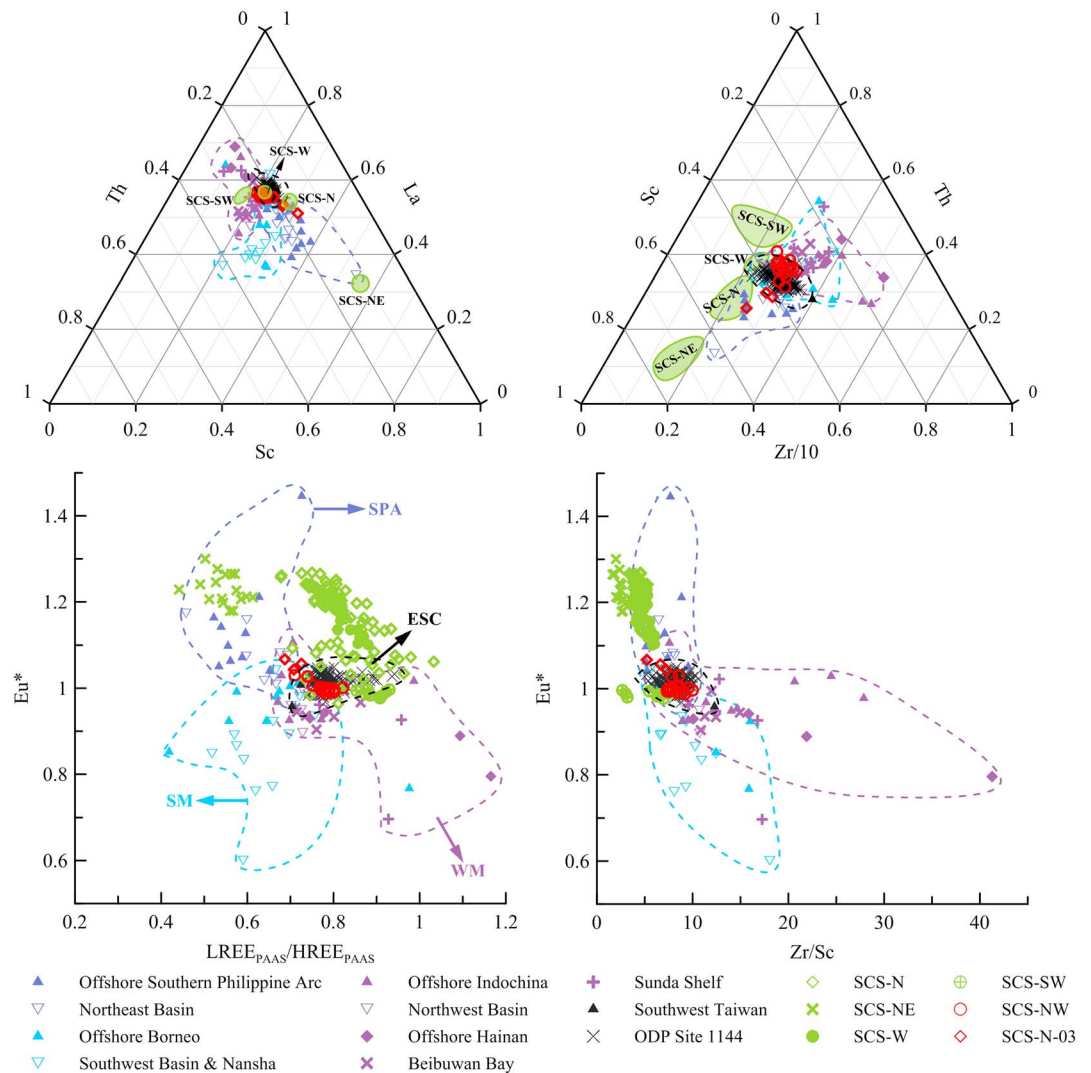 0 1
0.2 0.8
Th 0.4 0.6 La
SCS-W
SCS-SW
SCS-N
0.6 0.4
SCS-NE
0.8 0.2
1 0
0 0.2 0.4 0.6 0.8 1
Sc
0 1
0.2 0.8
Sc 0.4 0.6 Th
SCS-SW
0.6 0.4
SCS-W
SCS-N
0.8 0.2
SCS-NE
1 0
0 0.2 0.4 0.6 0.8 1
Zr/10
Eu*
1.4
1.2
1
0.8
0.6
SPA
ESC
SM
WM
0.2 0.4 0.6 0.8 1 1.2
LREEPAAS/HREEPAAS
Eu*
1.4
1.2
1
0.8
0.6
0 10 20 30 40
Zr/Sc
Offshore Southern Philippine Arc
Northeast Basin
Offshore Borneo
Southwest Basin & Nansha
Offshore Indochina
Northwest Basin
Offshore Hainan
Beibuwan Bay
Sunda Shelf
Southwest Taiwan
ODP Site 1144
SCS-N
SCS-NE
SCS-W
SCS-SW
SCS-NW
SCS-N-03